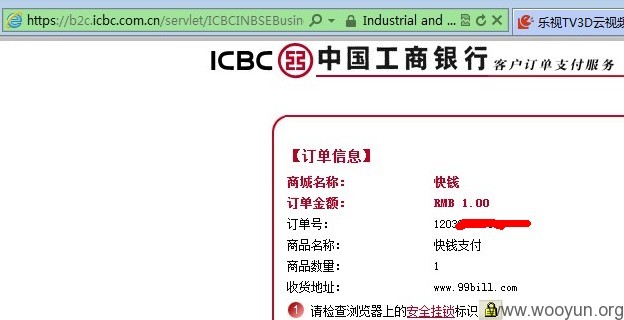 https://b2c.icbc.com.cn/servlet/ICBCINBSEBusin
Industrial and ...
乐视TV3D云视频
ICBC 中国工商银行 客户订单支付服务
【订单信息】
商城名称： 快钱
订单金额： RMB 1.00
订单号： 1203
商品名称： 快钱支付
商品数量： 1
收货地址： www.99bill.com
1 请检查浏览器上的安全挂锁标识
www.wooyun.org